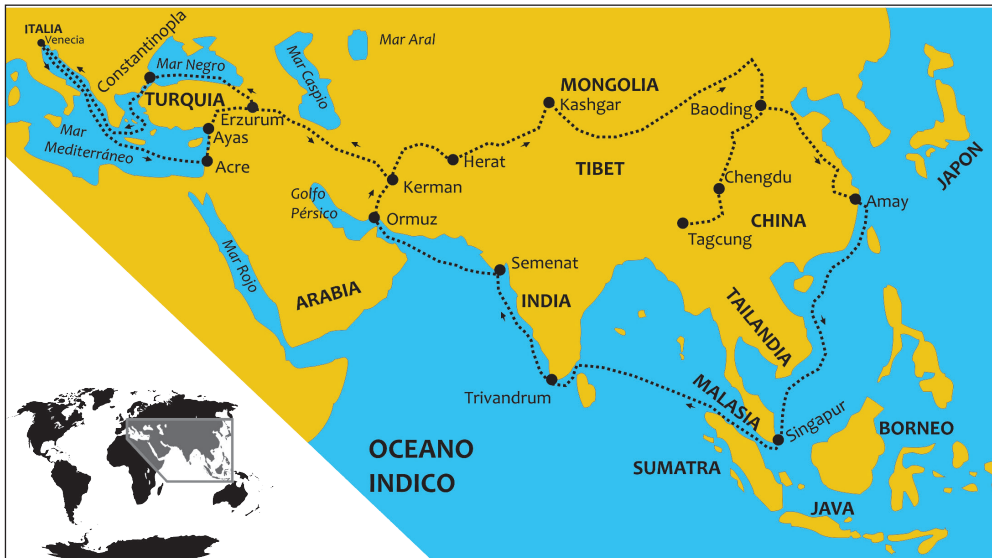 ITALIA
Venecia
Constantinopla
Mar Negro
TURQUIA
Erzurum
Ayas
Acre
Mar
Mediterráneo
Mar Caspio
Mar Aral
MONGOLIA
Kashgar
Baoding
Herat
TIBET
Kerman
Golfo
Pérsico
Ormuz
Chengdu
CHINA
Tagcung
Amay
JAPON
Mar Rojo
ARABIA
Semenat
INDIA
TAILANDIA
Trivandrum
MALASIA
Singapur
BORNEO
SUMATRA
JAVA
OCEANO
INDICO